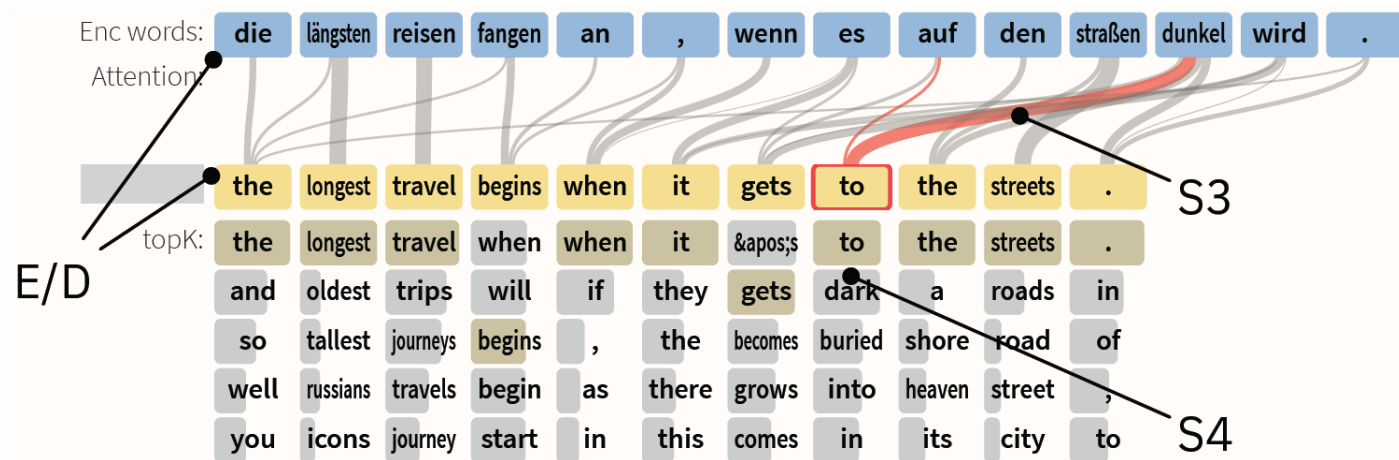 Enc words: die längsten reisen fangen an , wenn es auf den straßen dunkel wird .
Attention:
the longest travel begins when it gets to the streets .
S3
topK: the longest travel when when it &apos;s to the streets .
E/D
and oldest trips will if they gets dark a roads in
so tallest journeys begins , the becomes buried shore road of
well russians travels begin as there grows into heaven street ,
you icons journey start in this comes in its city to
S4